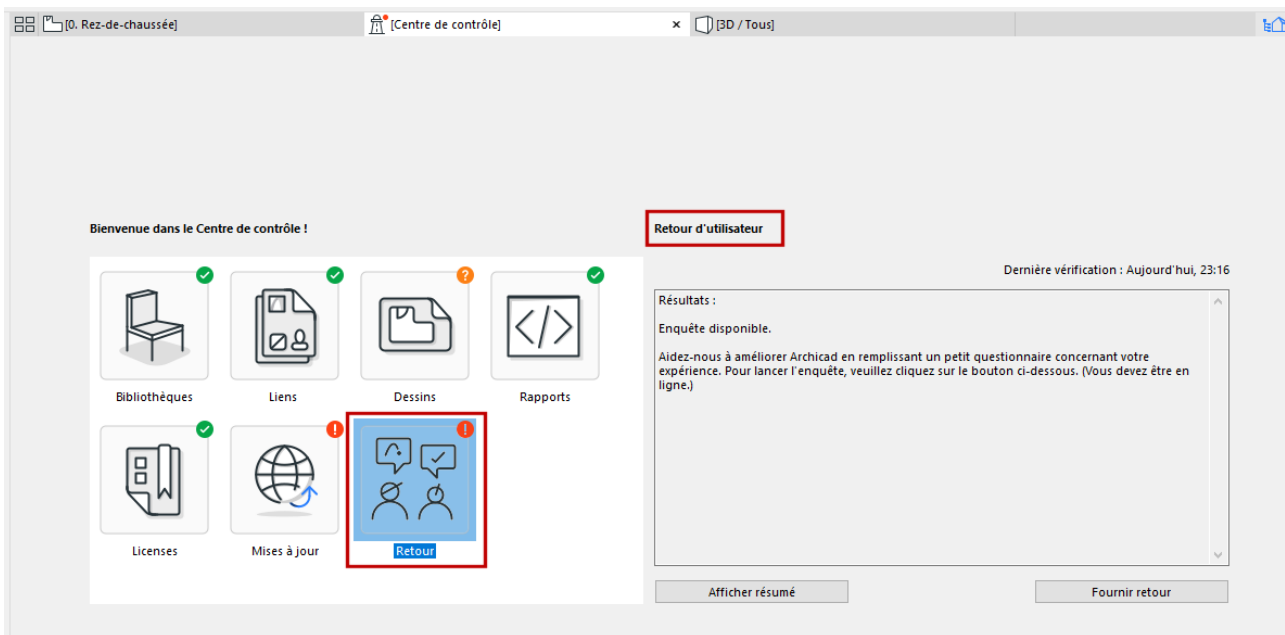 [0. Rez-de-chaussée]
[Centre de contrôle]
[3D / Tous]
Bienvenue dans le Centre de contrôle !
Retour d'utilisateur
Dernière vérification : Aujourd'hui, 23:16
Résultats :
Enquête disponible.
Aidez-nous à améliorer Archicad en remplissant un petit questionnaire concernant votre
expérience. Pour lancer l'enquête, veuillez cliquez sur le bouton ci-dessous. (Vous devez être en
ligne.)
Bibliothèques
Liens
Dessins
Rapports
Licenses
Mises à jour
Retour
Afficher résumé
Fournir retour